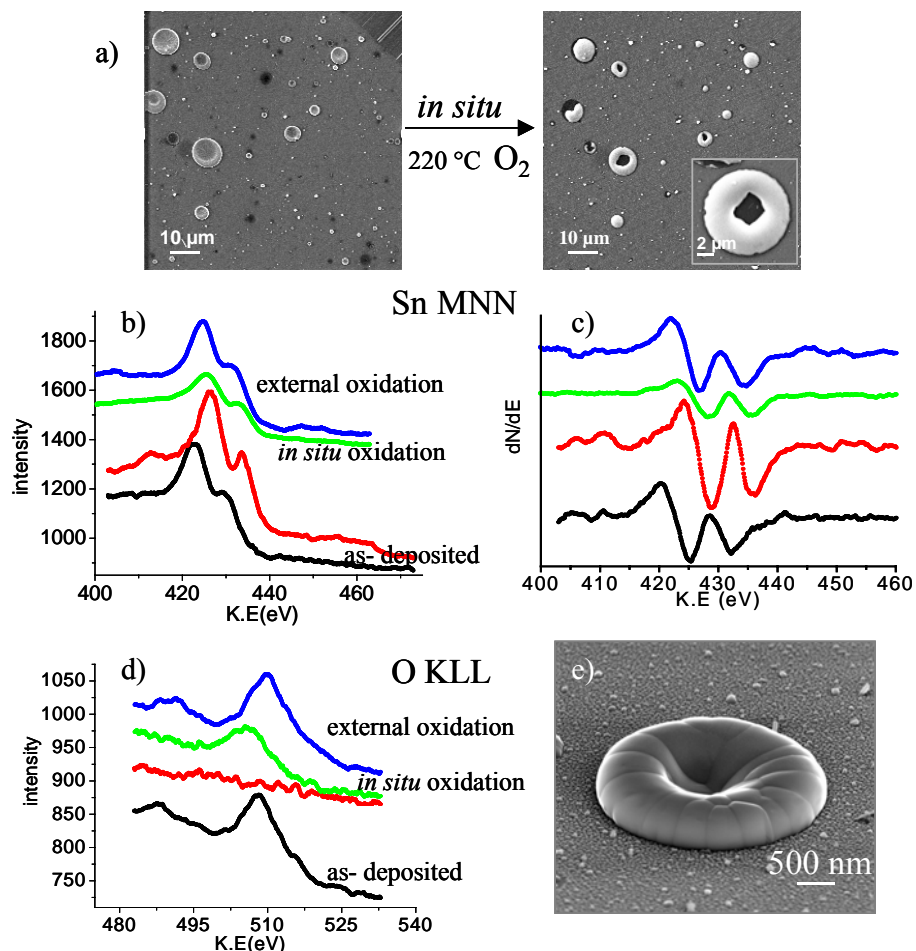 a)
in situ
220 °C O2
10 µm
10 µm
2 µm
Sn MNN
b)
c)
1800
1600
1400
1200
1000
intensity
external oxidation
in situ oxidation
as- deposited
400 420 440 460
K.E(eV)
dN/dE
400 410 420 430 440 450 460
K.E (eV)
d)
O KLL
e)
1050
1000
950
900
850
800
750
intensity
external oxidation
in situ oxidation
as- deposited
483 495 510 525 540
K.E(eV)
500 nm